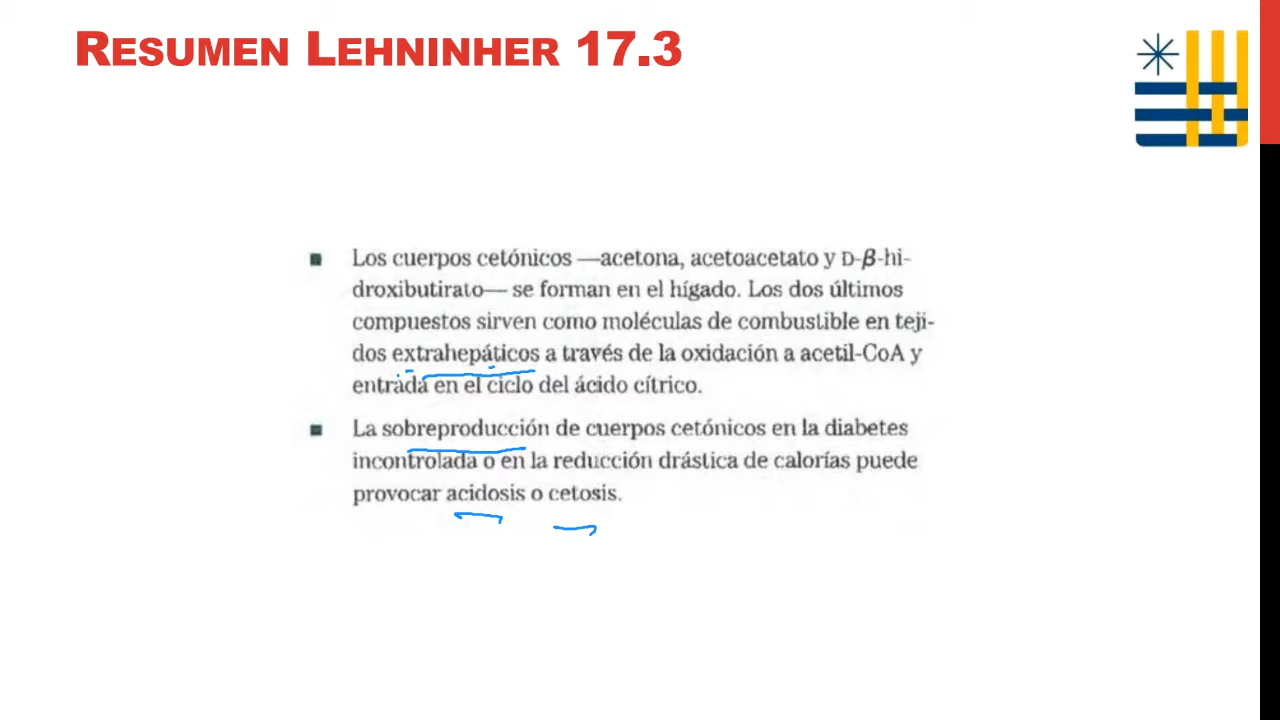 RESUMEN LEHNINHER 17.3
Los cuerpos cetónicos —acetona, acetoacetato y D-β-hi-
droxibutirato— se forman en el hígado. Los dos últimos
compuestos sirven como moléculas de combustible en teji-
dos extrahepáticos a través de la oxidación a acetil-CoA y
entrada en el ciclo del ácido cítrico.
La sobreproducción de cuerpos cetónicos en la diabetes
incontrolada o en la reducción drástica de calorías puede
provocar acidosis o cetosis.